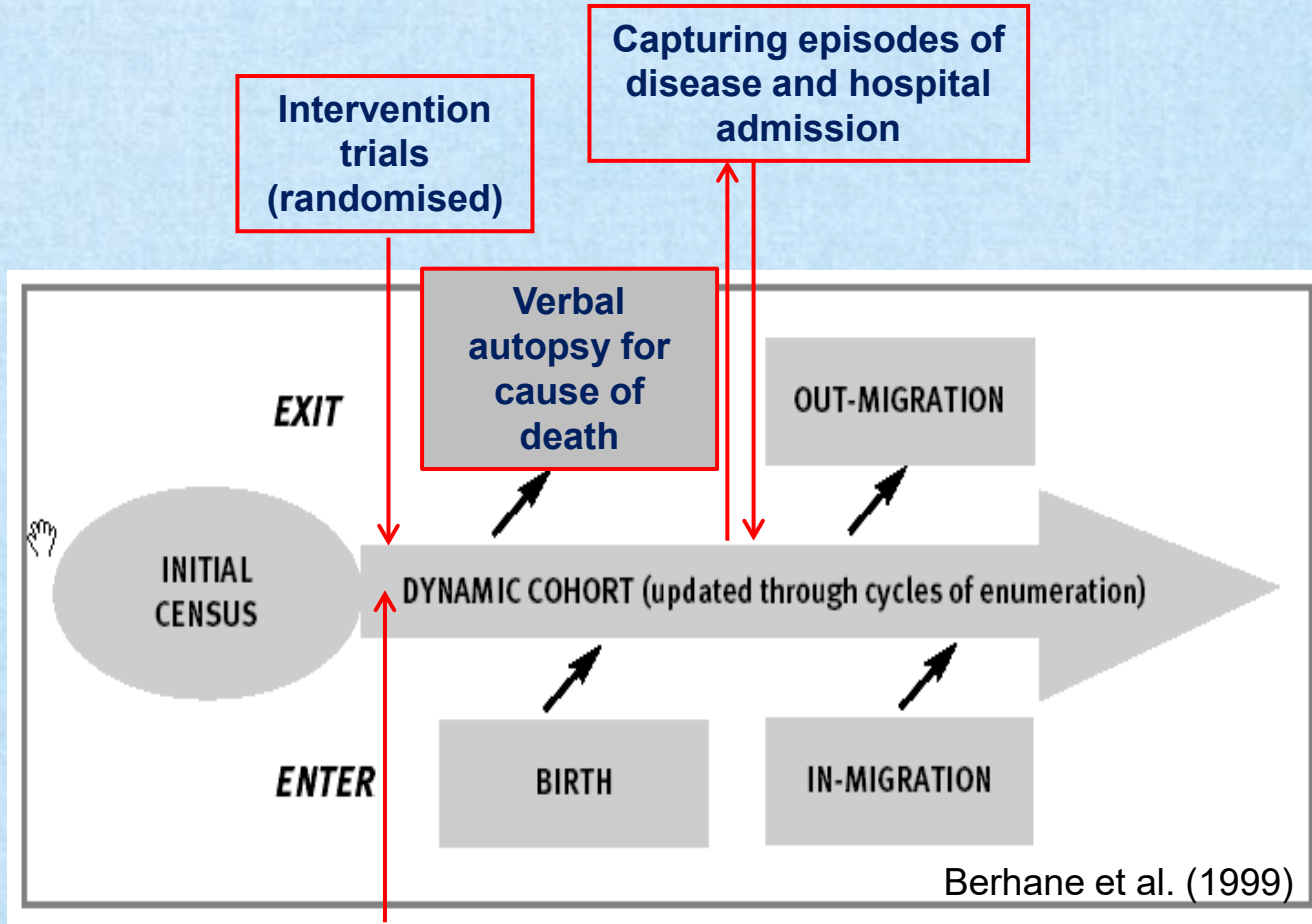 Capturing episodes of
disease and hospital
admission
Intervention
trials
(randomised)
Verbal
autopsy for
cause of
death
EXIT
OUT-MIGRATION
INITIAL
CENSUS
DYNAMIC COHORT (updated through cycles of enumeration)
ENTER
BIRTH
IN-MIGRATION
Berhane et al. (1999)